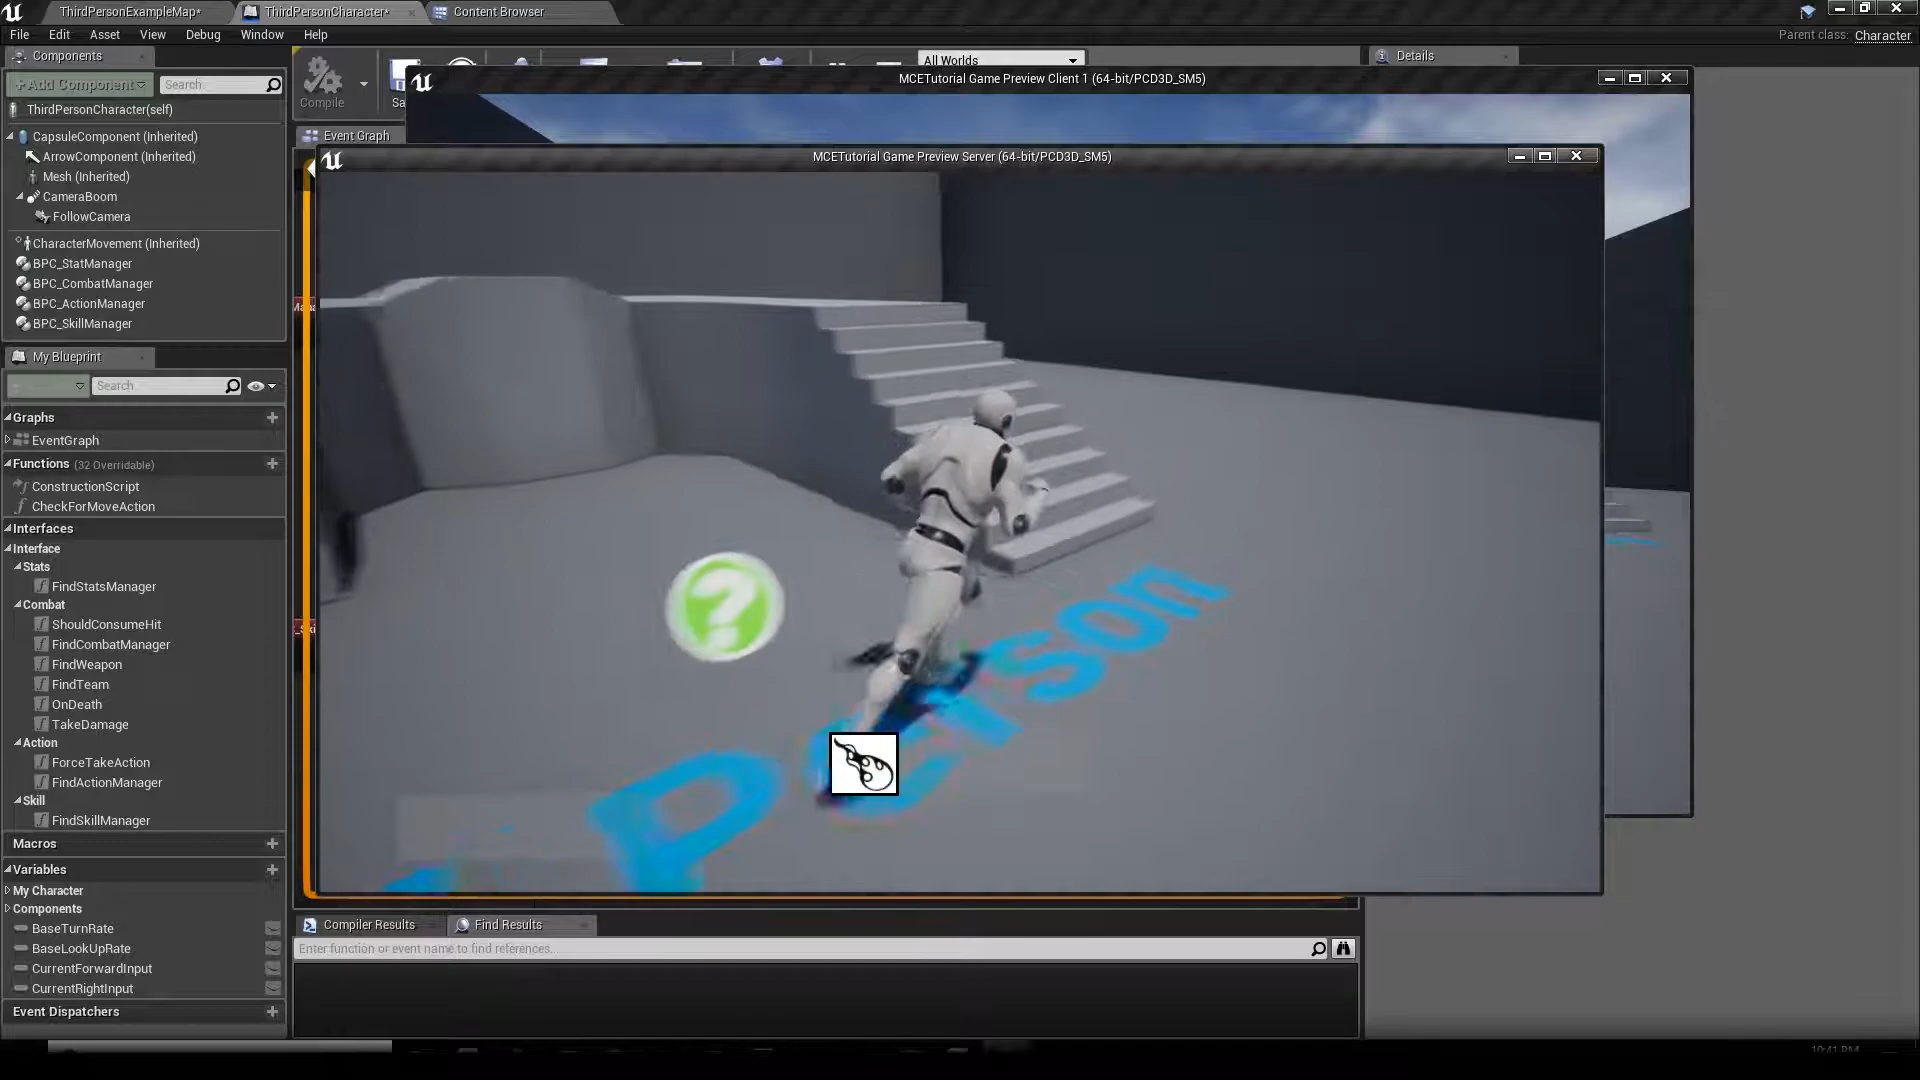 ThirdPersonExampleMap*
ThirdPersonCharacter*
Content Browser
File
Edit
Asset
View
Debug
Window
Help
Parent class: Character
Components
+Add Component
Search
ThirdPersonCharacter(self)
CapsuleComponent (Inherited)
ArrowComponent (Inherited)
Mesh (Inherited)
CameraBoom
FollowCamera
CharacterMovement (Inherited)
BPC_StatManager
BPC_CombatManager
BPC_ActionManager
BPC_SkillManager
My Blueprint
Search
Graphs
EventGraph
Functions (32 Overridable)
ConstructionScript
CheckForMoveAction
Interfaces
Interface
Stats
FindStatsManager
Combat
ShouldConsumeHit
FindCombatManager
FindWeapon
FindTeam
OnDeath
TakeDamage
Action
ForceTakeAction
FindActionManager
Skill
FindSkillManager
Macros
Variables
My Character
Components
BaseTurnRate
BaseLookUpRate
CurrentForwardInput
CurrentRightInput
Event Dispatchers
Compile
All Worlds
Event Graph
Details
MCETutorial Game Preview Client 1 (64-bit/PCD3D_SM5)
MCETutorial Game Preview Server (64-bit/PCD3D_SM5)
?
Person
Compiler Results
Find Results
Enter function or event name to find references...
10:41 PM